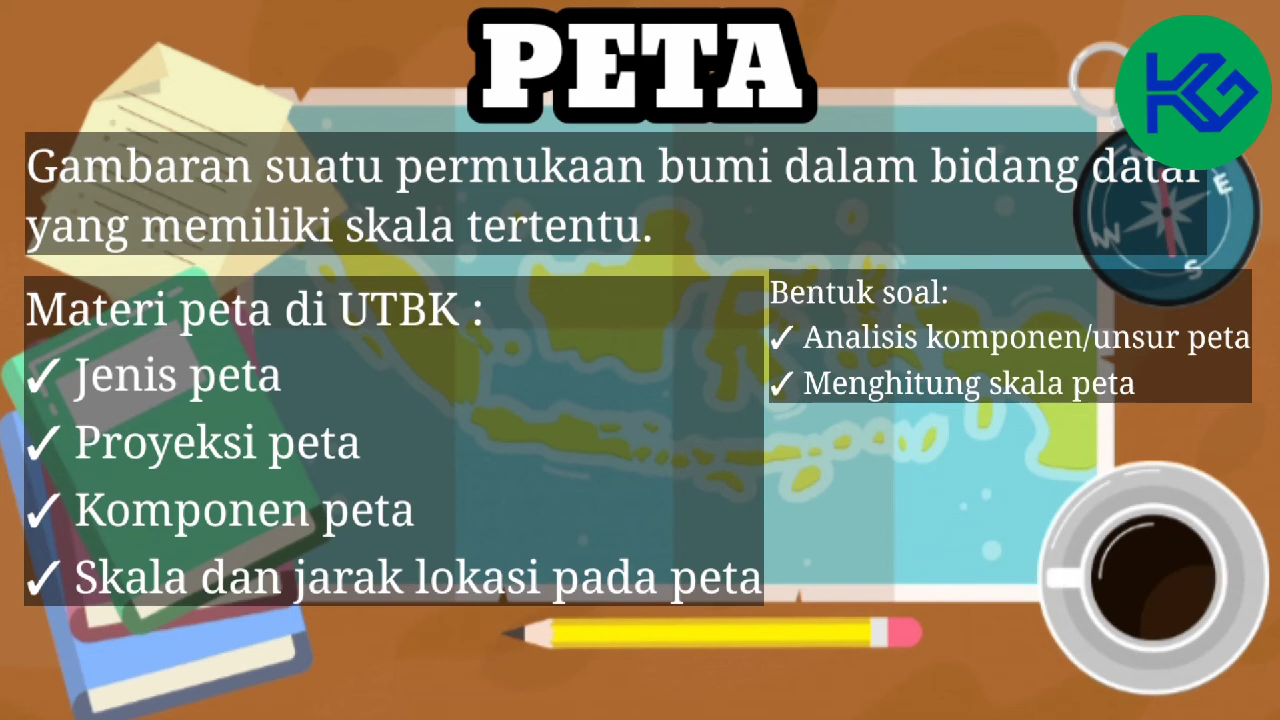 PETA
Gambaran suatu permukaan bumi dalam bidang datar
yang memiliki skala tertentu.
Materi peta di UTBK :
✓ Jenis peta
✓ Proyeksi peta
✓ Komponen peta
✓ Skala dan jarak lokasi pada peta
Bentuk soal:
✓ Analisis komponen/unsur peta
✓ Menghitung skala peta
KG
E
W
S